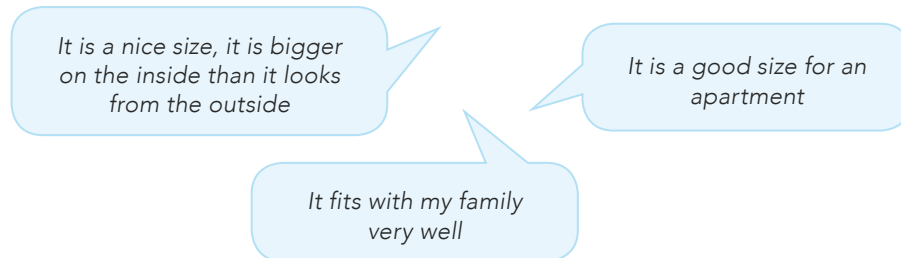 It is a nice size, it is bigger
on the inside than it looks
from the outside
It is a good size for an
apartment
It fits with my family
very well